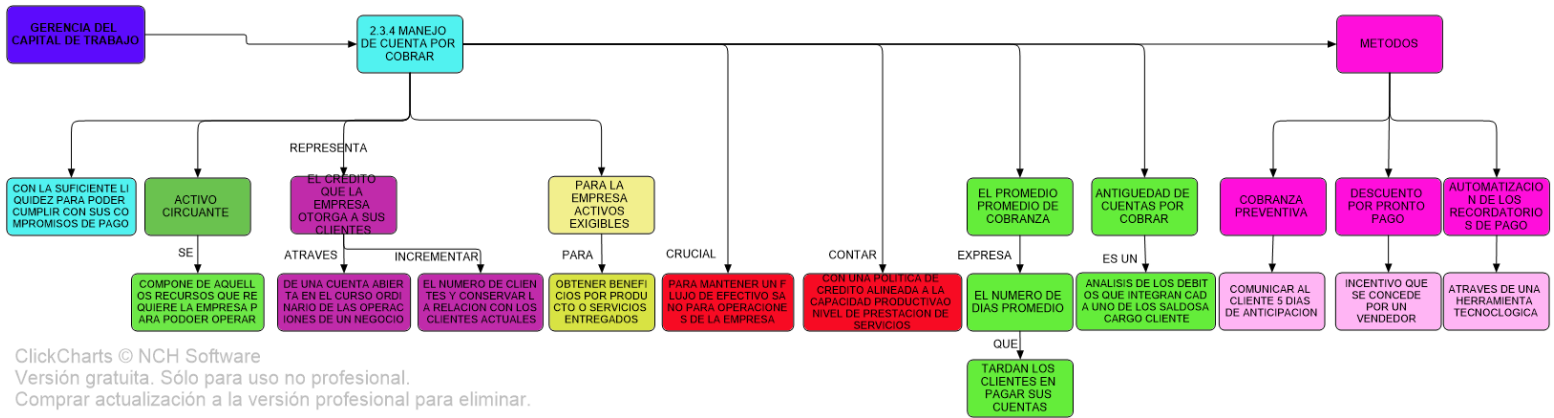 GERENCIA DEL
CAPITAL DE TRABAJO
2.3.4 MANEJO
DE CUENTA POR
COBRAR
METODOS
REPRESENTA
CON LA SUFICIENTE LI
QUIDEZ PARA PODER
CUMPLIR CON SUS CO
MPROMISOS DE PAGO
ACTIVO
CIRCUANTE
EL CREDITO
QUE LA
EMPRESA
OTORGA A SUS
CLIENTES
PARA LA
EMPRESA
ACTIVOS
EXIGIBLES
EL PROMEDIO
PROMEDIO DE
COBRANZA
ANTIGUEDAD DE
CUENTAS POR
COBRAR
COBRANZA
PREVENTIVA
DESCUENTO
POR PRONTO
PAGO
AUTOMATIZACIO
N DE LOS
RECORDATORIO
S DE PAGO
SE
ATRAVES
INCREMENTAR
PARA
CRUCIAL
CONTAR
EXPRESA
ES UN
COMPONE DE AQUELL
OS RECURSOS QUE RE
QUIERE LA EMPRESA P
ARA PODOER OPERAR
DE UNA CUENTA ABIER
TA EN EL CURSO ORDI
NARIO DE LAS OPERAC
IONES DE UN NEGOCIO
EL NUMERO DE CLIEN
TES Y CONSERVAR L
A RELACION CON LOS
CLIENTES ACTUALES
OBTENER BENEFI
CIOS POR PRODU
CTO O SERVICIOS
ENTREGADOS
PARA MANTENER UN F
LUJO DE EFECTIVO SA
NO PARA OPERACIONE
S DE LA EMPRESA
CON UNA POLITICA DE
CREDITO ALINEADA A LA
CAPACIDAD PRODUCTIVAO
NIVEL DE PRESTACION DE
SERVICIOS
EL NUMERO DE
DIAS PROMEDIO
ANALISIS DE LOS DEBIT
OS QUE INTEGRAN CAD
A UNO DE LOS SALDOSA
CARGO CLIENTE
COMUNICAR AL
CLIENTE 5 DIAS
DE ANTICIPACION
INCENTIVO QUE
SE CONCEDE
POR UN
VENDEDOR
ATRAVES DE UNA
HERRAMIENTA
TECNOCLOGICA
QUE
TARDAN LOS
CLIENTES EN
PAGAR SUS
CUENTAS
ClickCharts © NCH Software
Versión gratuita. Sólo para uso no profesional.
Comprar actualización a la versión profesional para eliminar.